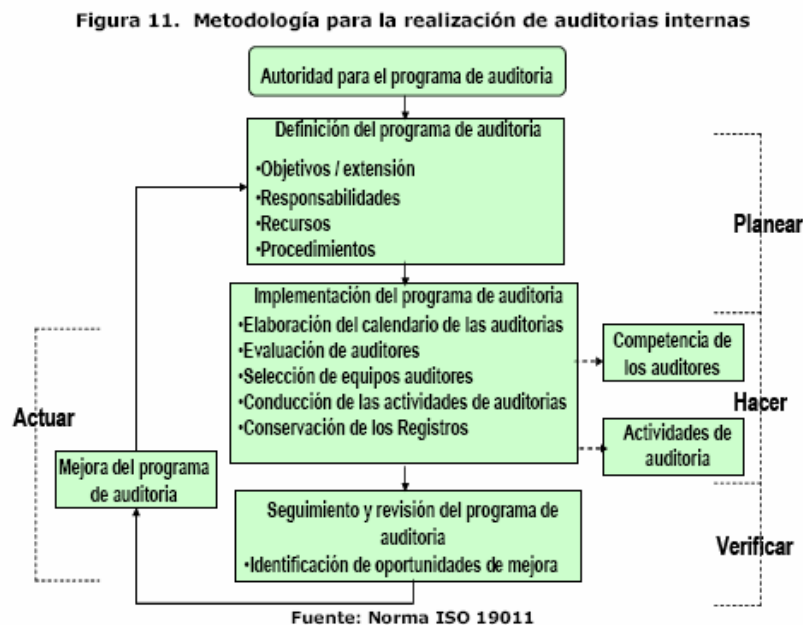 Figura 11. Metodología para la realización de auditorias internas
Autoridad para el programa de auditoria
Definición del programa de auditoria
•Objetivos / extensión
•Responsabilidades
•Recursos
•Procedimientos
Planear
Implementación del programa de auditoria
•Elaboración del calendario de las auditorias
•Evaluación de auditores
•Selección de equipos auditores
•Conducción de las actividades de auditorias
•Conservación de los Registros
Competencia de
los auditores
Hacer
Actividades de
auditoria
Actuar
Mejora del programa
de auditoria
Seguimiento y revisión del programa de
auditoria
•Identificación de oportunidades de mejora
Verificar
Fuente: Norma ISO 19011